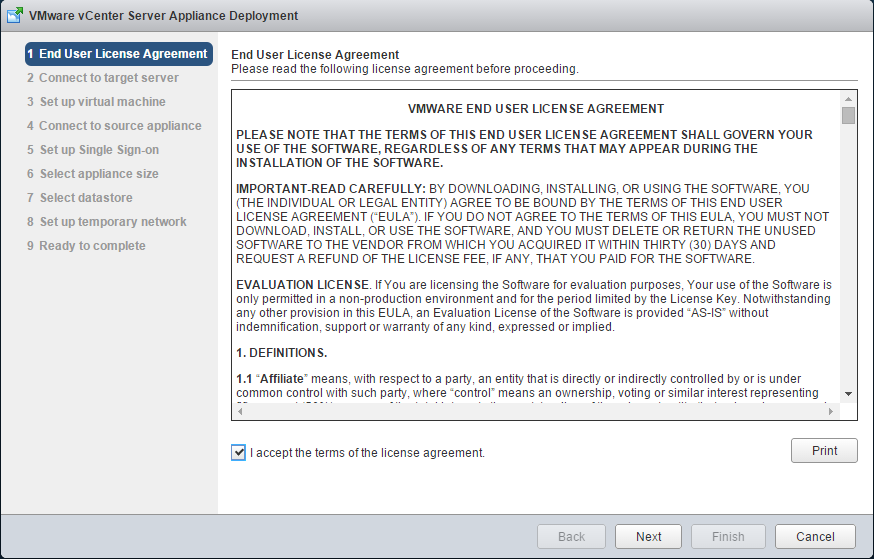 VMware vCenter Server Appliance Deployment
1 End User License Agreement
2 Connect to target server
3 Set up virtual machine
4 Connect to source appliance
5 Set up Single Sign-on
6 Select appliance size
7 Select datastore
8 Set up temporary network
9 Ready to complete
End User License Agreement
Please read the following license agreement before proceeding.
VMWARE END USER LICENSE AGREEMENT
PLEASE NOTE THAT THE TERMS OF THIS END USER LICENSE AGREEMENT SHALL GOVERN YOUR
USE OF THE SOFTWARE, REGARDLESS OF ANY TERMS THAT MAY APPEAR DURING THE
INSTALLATION OF THE SOFTWARE.
IMPORTANT-READ CAREFULLY: BY DOWNLOADING, INSTALLING, OR USING THE SOFTWARE, YOU
(THE INDIVIDUAL OR LEGAL ENTITY) AGREE TO BE BOUND BY THE TERMS OF THIS END USER
LICENSE AGREEMENT (“EULA”). IF YOU DO NOT AGREE TO THE TERMS OF THIS EULA, YOU MUST NOT
DOWNLOAD, INSTALL, OR USE THE SOFTWARE, AND YOU MUST DELETE OR RETURN THE UNUSED
SOFTWARE TO THE VENDOR FROM WHICH YOU ACQUIRED IT WITHIN THIRTY (30) DAYS AND
REQUEST A REFUND OF THE LICENSE FEE, IF ANY, THAT YOU PAID FOR THE SOFTWARE.
EVALUATION LICENSE. If You are licensing the Software for evaluation purposes, Your use of the Software is
only permitted in a non-production environment and for the period limited by the License Key. Notwithstanding
any other provision in this EULA, an Evaluation License of the Software is provided “AS-IS” without
indemnification, support or warranty of any kind, expressed or implied.
1. DEFINITIONS.
1.1 “Affiliate” means, with respect to a party, an entity that is directly or indirectly controlled by or is under
common control with such party, where “control” means an ownership, voting or similar interest representing
I accept the terms of the license agreement.
Print
Back
Next
Finish
Cancel